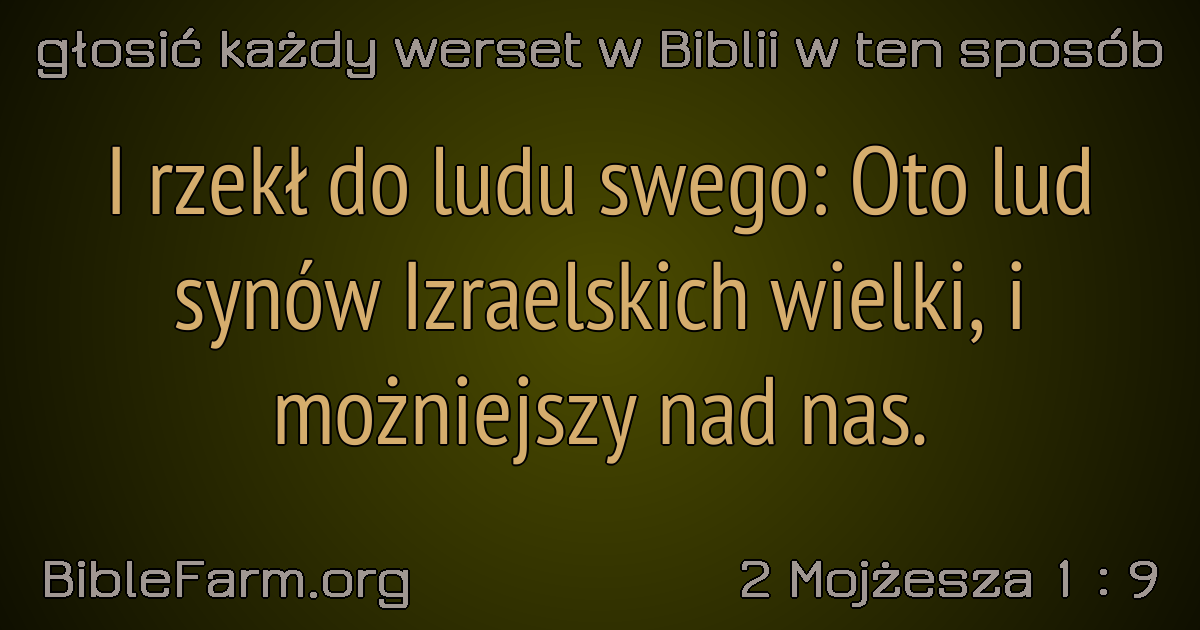 głosić każdy werset w Biblii w ten sposób
I rzekł do ludu swego: Oto lud
synów Izraelskich wielki, i
możniejszy nad nas.
BibleFarm.org
2 Mojżesza 1 : 9